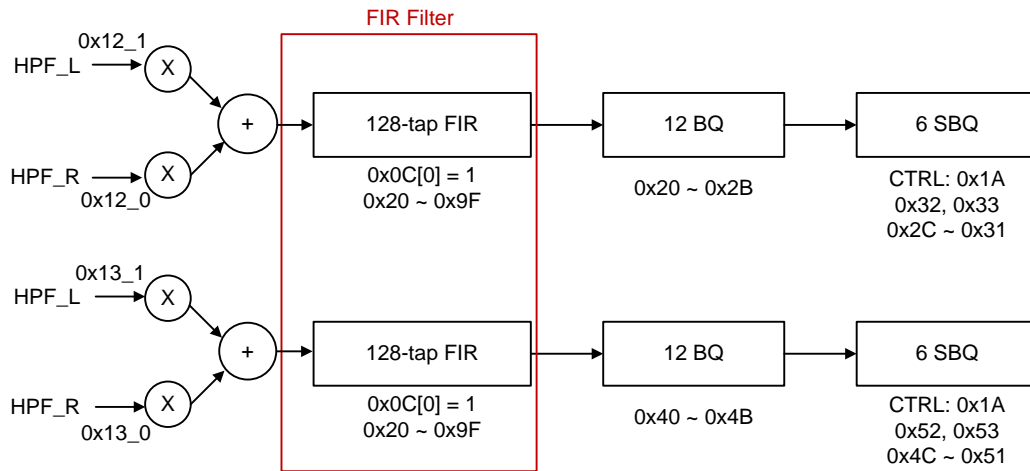 FIR Filter
0x12_1
HPF_L
X
+
128-tap FIR
12 BQ
6 SBQ
HPF_R
X
0x12_0
0x0C[0] = 1
0x20 ~ 0x9F
0x20 ~ 0x2B
CTRL: 0x1A
0x32, 0x33
0x2C ~ 0x31
0x13_1
HPF_L
X
+
128-tap FIR
12 BQ
6 SBQ
HPF_R
X
0x13_0
0x0C[0] = 1
0x20 ~ 0x9F
0x40 ~ 0x4B
CTRL: 0x1A
0x52, 0x53
0x4C ~ 0x51